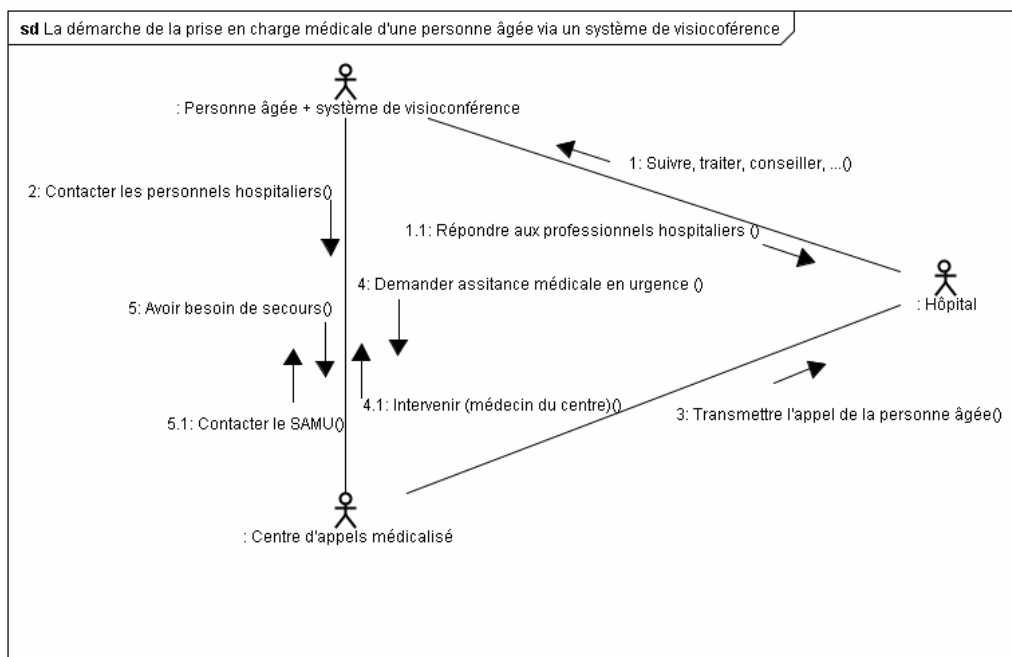 sd La démarche de la prise en charge médicale d'une personne âgée via un système de visiocoférence
: Personne âgée + système de visioconférence
1: Suivre, traiter, conseiller, ...()
2: Contacter les personnels hospitaliers()
1.1: Répondre aux professionnels hospitaliers ()
4: Demander assitance médicale en urgence ()
5: Avoir besoin de secours()
: Hôpital
4.1: Intervenir (médecin du centre)()
3: Transmettre l'appel de la personne âgée()
5.1: Contacter le SAMU()
: Centre d'appels médicalisé